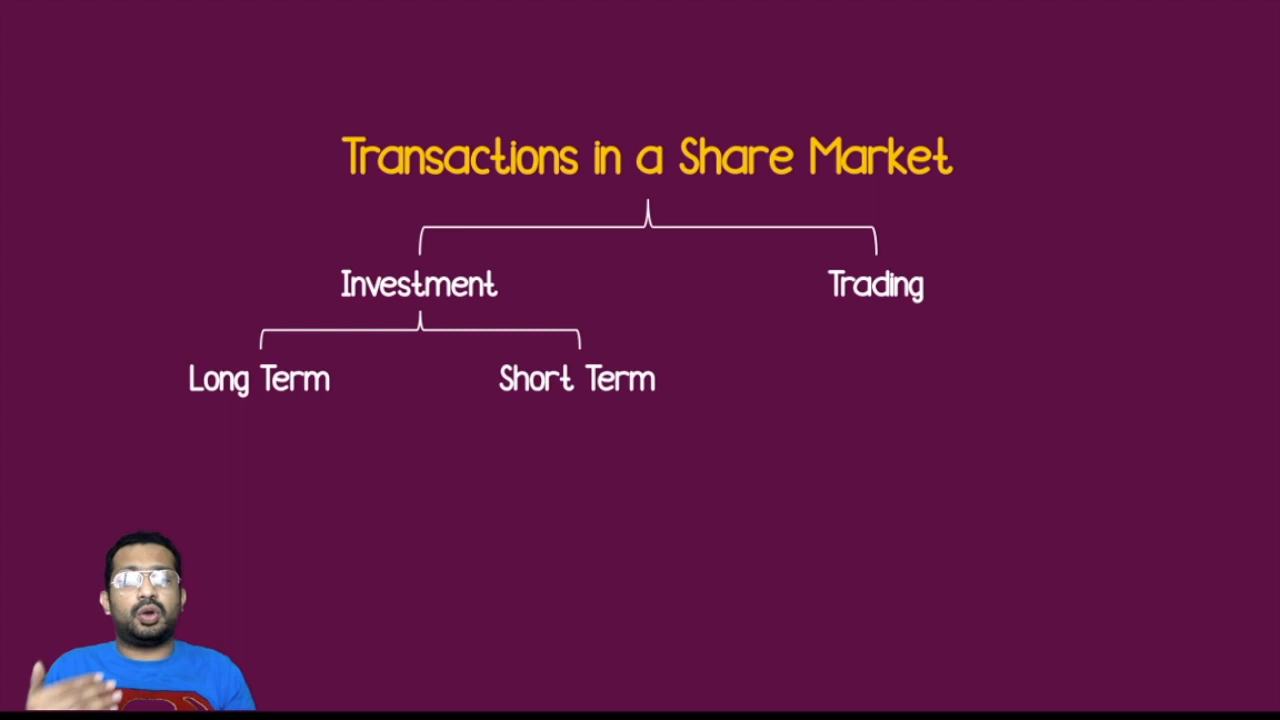 Transactions in a Share Market
Investment Trading
Long Term Short Term